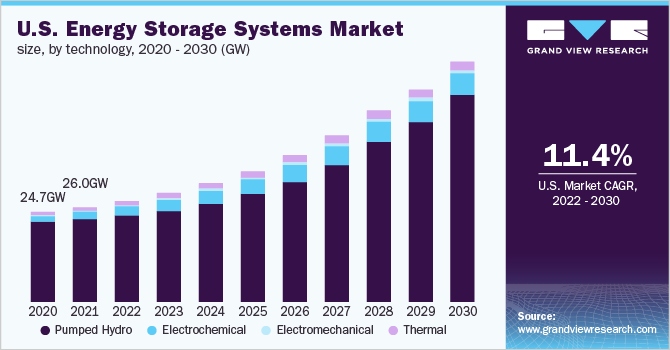 U.S. Energy Storage Systems Market
size, by technology, 2020 - 2030 (GW)
24.7GW
26.0GW
2020 2021 2022 2023 2024 2025 2026 2027 2028 2029 2030
Pumped Hydro Electrochemical Electromechanical Thermal
GRAND VIEW RESEARCH
11.4%
U.S. Market CAGR,
2022 - 2030
Source:
www.grandviewresearch.com